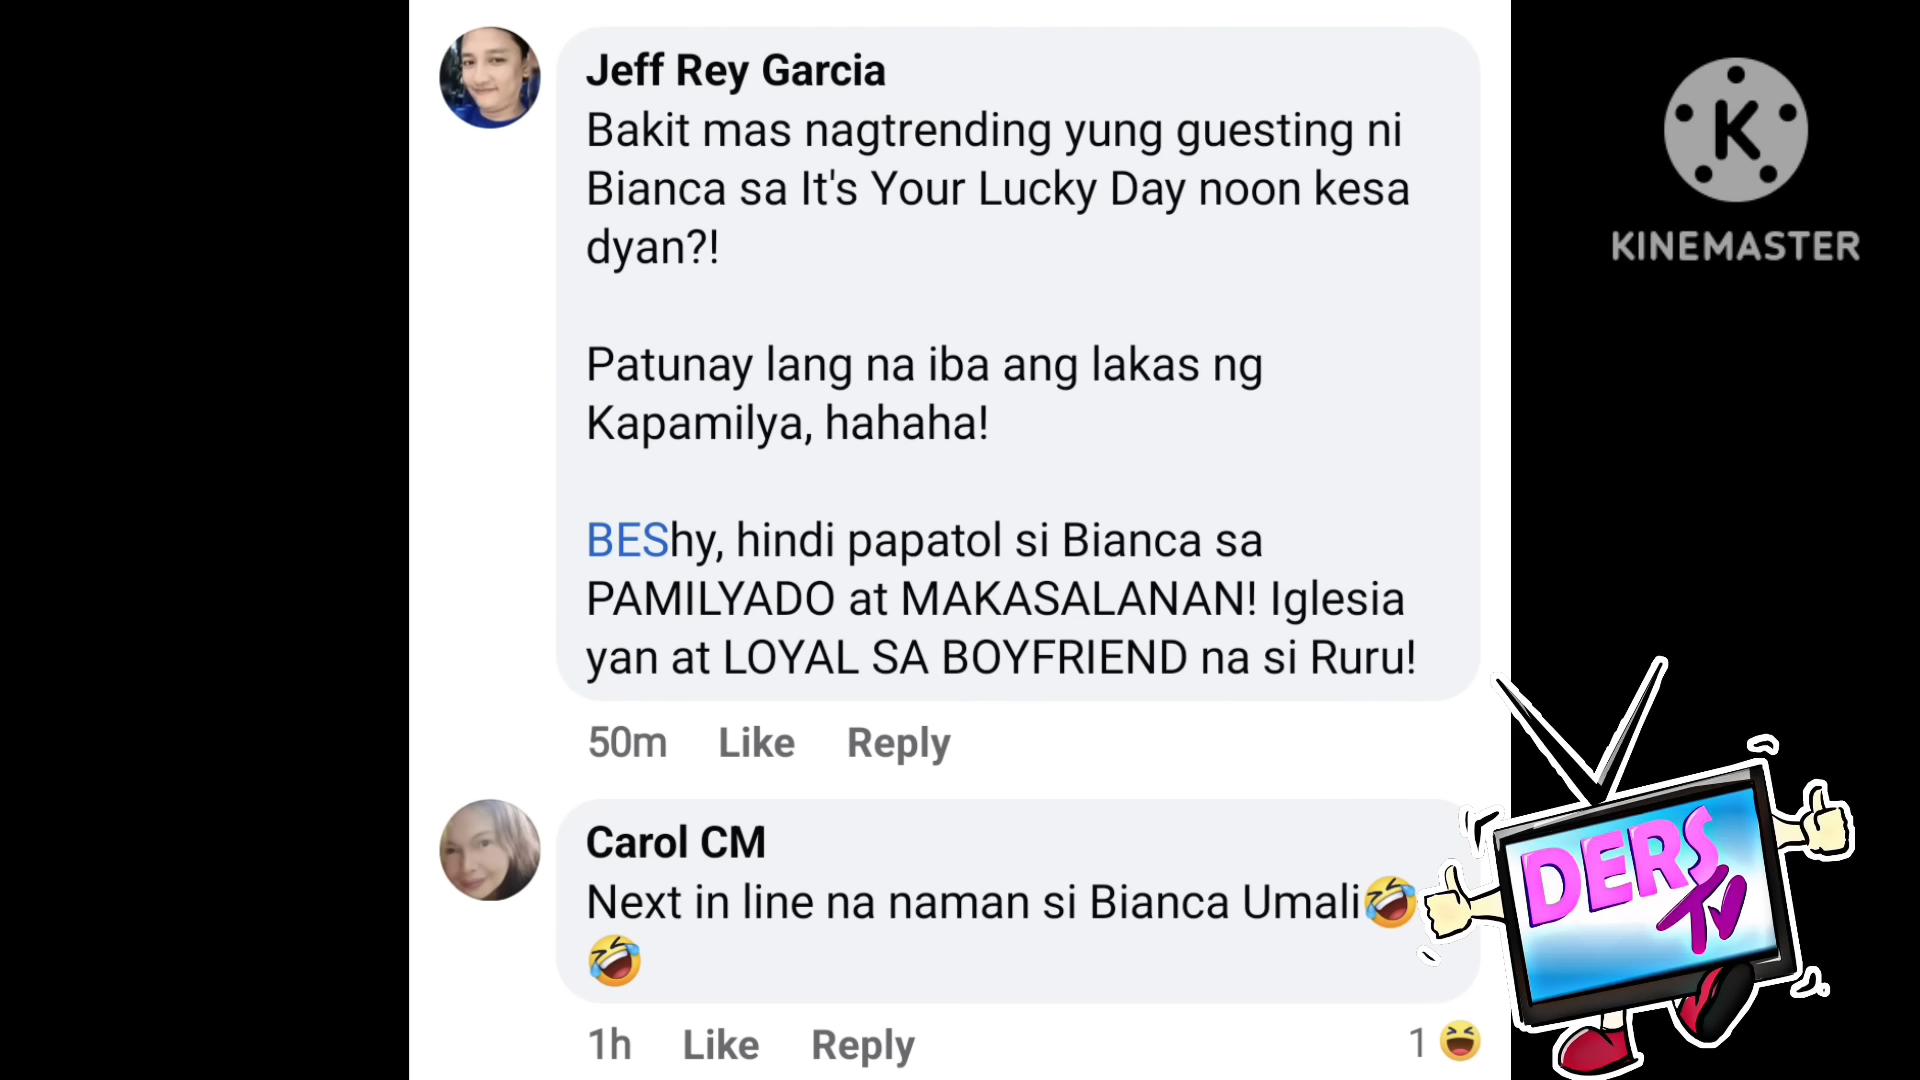 Jeff Rey Garcia
Bakit mas nagtrending yung guesting ni
Bianca sa It's Your Lucky Day noon kesa
dyan?!
Patunay lang na iba ang lakas ng
Kapamilya, hahaha!
BEShy, hindi papatol si Bianca sa
PAMILYADO at MAKASALANAN! Iglesia
yan at LOYAL SA BOYFRIEND na si Ruru!
50m Like Reply
Carol CM
Next in line na naman si Bianca Umali🤣
🤣
1h Like Reply 1 😆
K
KINEMASTER
DERS
TV